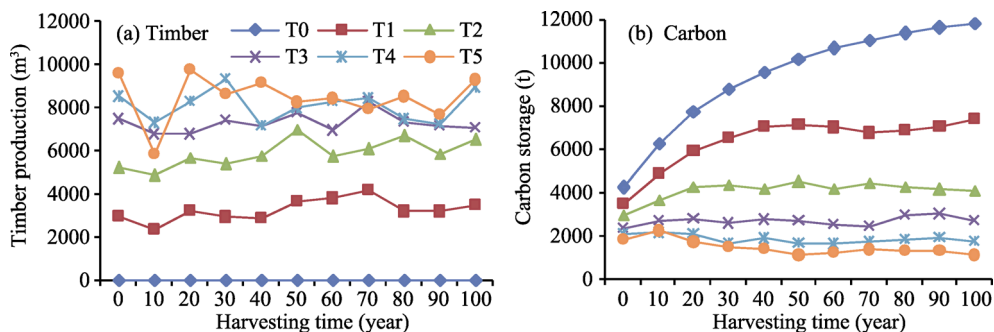 (a) Timber
T0 T1 T2
T3 T4 T5
Timber production (m³)
14000
12000
10000
8000
6000
4000
2000
0
0 10 20 30 40 50 60 70 80 90 100
Harvesting time (year)
(b) Carbon
Carbon storage (t)
12000
10000
8000
6000
4000
2000
0
0 10 20 30 40 50 60 70 80 90 100
Harvesting time (year)